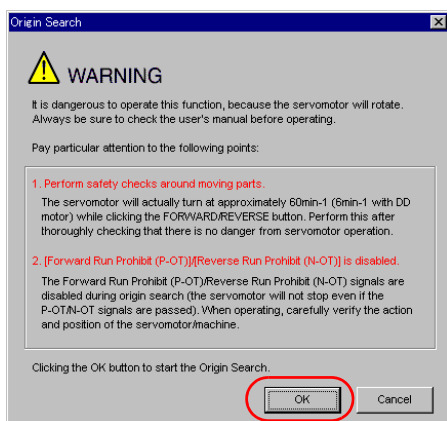 Origin Search
WARNING
It is dangerous to operate this function, because the servomotor will rotate.
Always be sure to check the user's manual before operating.
Pay particular attention to the following points:
1. Perform safety checks around moving parts.
The servomotor will actually turn at approximately 60min-1 (6min-1 with DD
motor) while clicking the FORWARD/REVERSE button. Perform this after
thoroughly checking that there is no danger from servomotor operation.
2. [Forward Run Prohibit (P-OT)]/[Reverse Run Prohibit (N-OT)] is disabled.
The Forward Run Prohibit (P-OT)/Reverse Run Prohibit (N-OT) signals are
disabled during origin search (the servomotor will not stop even if the
P-OT/N-OT signals are passed). When operating, carefully verify the action
and position of the servomotor/machine.
Clicking the OK button to start the Origin Search.
OK
Cancel